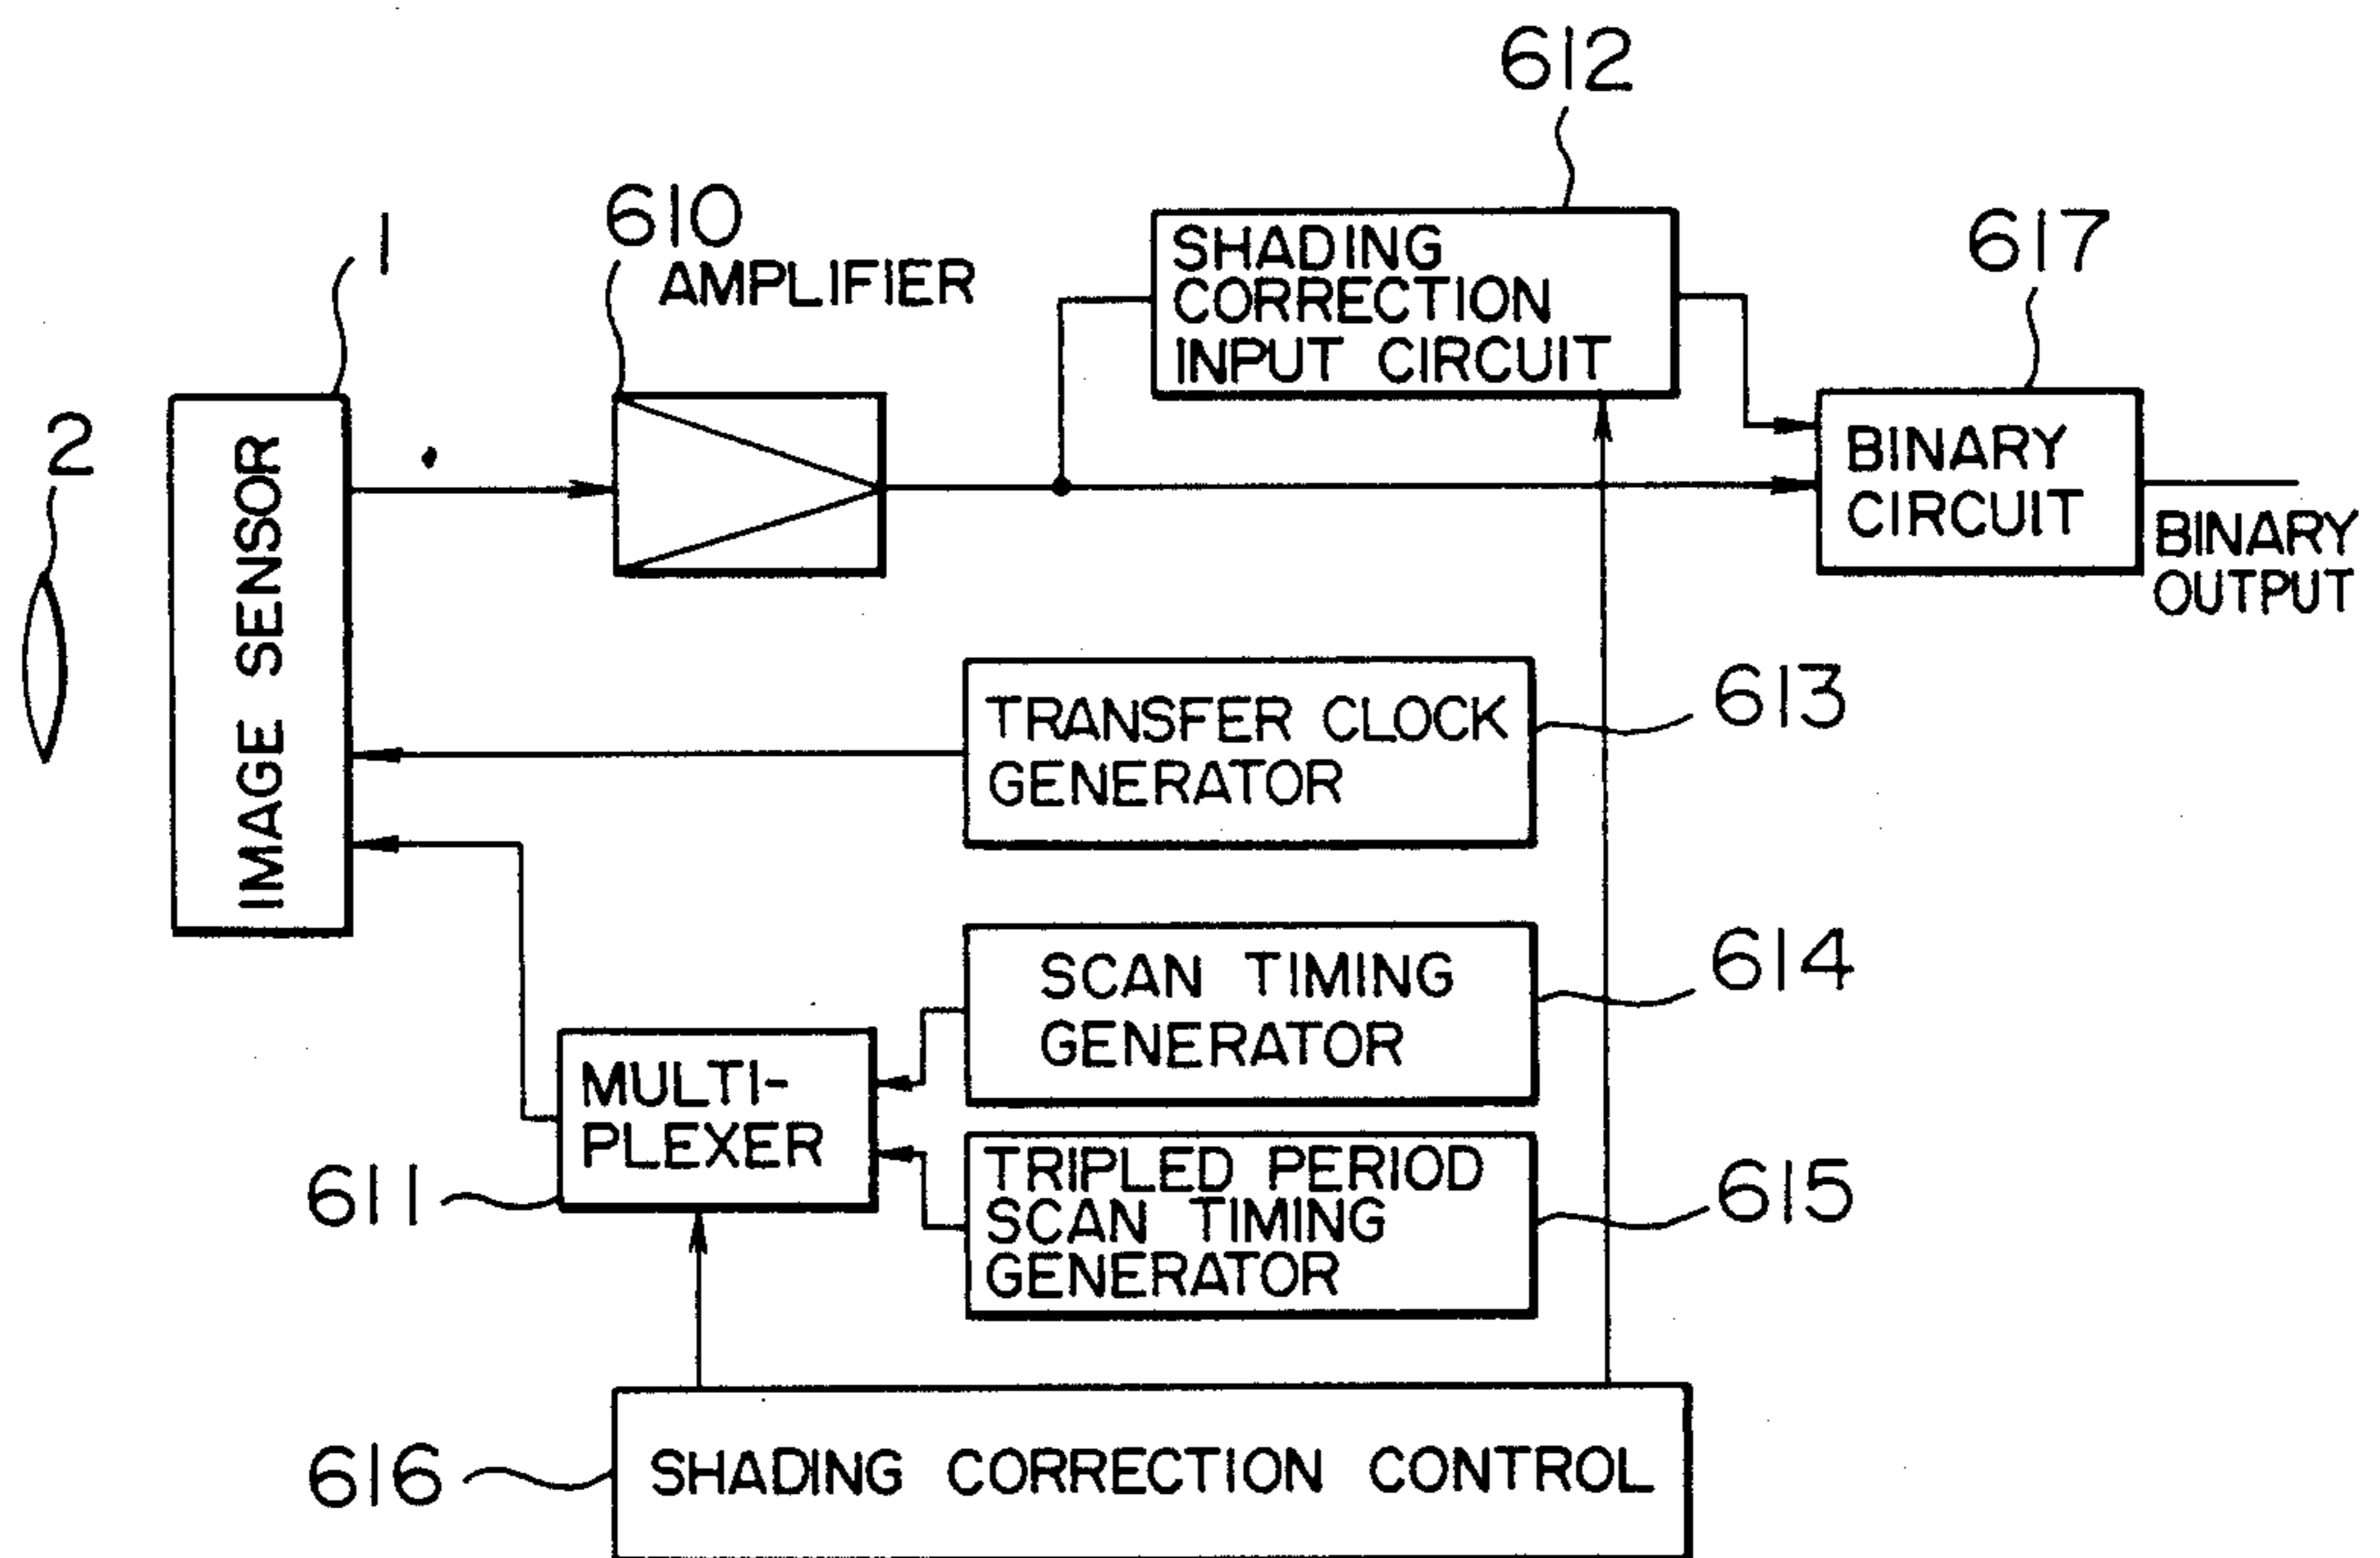 612
610
AMPLIFIER
1
SHADING
CORRECTION
INPUT CIRCUIT
617
2
IMAGE SENSOR
BINARY
CIRCUIT
BINARY
OUTPUT
613
TRANSFER CLOCK
GENERATOR
614
SCAN TIMING
GENERATOR
MULTI-
PLEXER
611
615
TRIPLED PERIOD
SCAN TIMING
GENERATOR
616
SHADING CORRECTION CONTROL